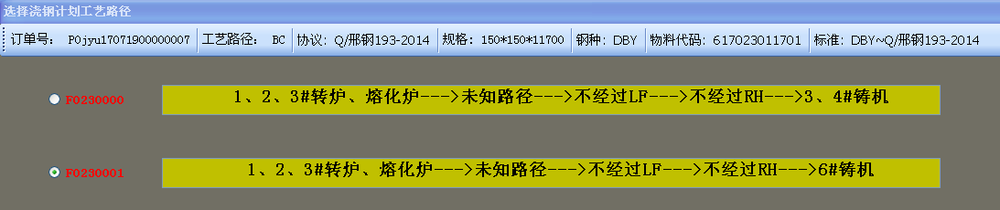 选择浇钢计划工艺路径
订单号： P0jyu17071900000007 工艺路径： BC 协议：Q/邢钢193-2014 规格：150*150*11700 钢种：DBY 物料代码：617023011701 标准：DBY~Q/邢钢193-2014
F0230000 1、2、3#转炉、熔化炉--->未知路径--->不经过LF--->不经过RH--->3、4#铸机
F0230001 1、2、3#转炉、熔化炉--->未知路径--->不经过LF--->不经过RH--->6#铸机